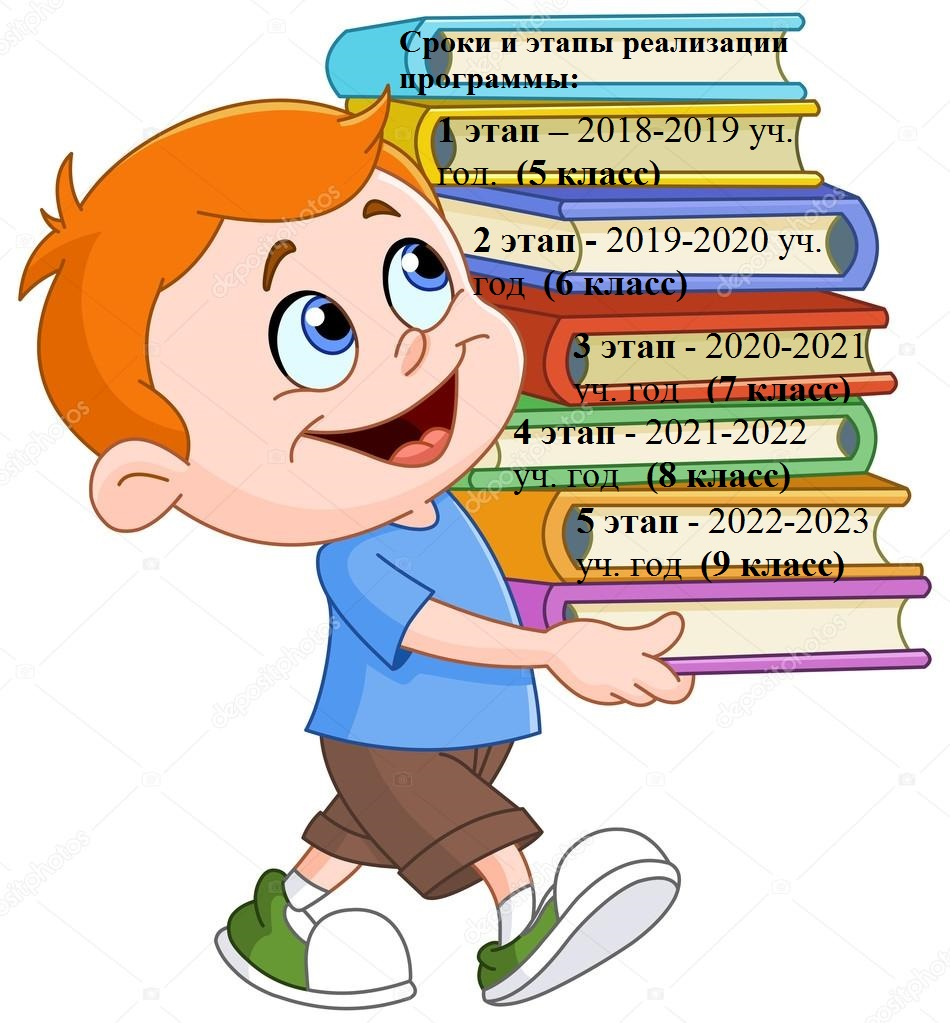 Сроки и этапы реализации
программы:
1 этап – 2018-2019 уч.
год. (5 класс)
2 этап - 2019-2020 уч.
год (6 класс)
3 этап - 2020-2021
уч. год (7 класс)
4 этап - 2021-2022
уч. год (8 класс)
5 этап - 2022-2023
уч. год (9 класс)
depositphotos